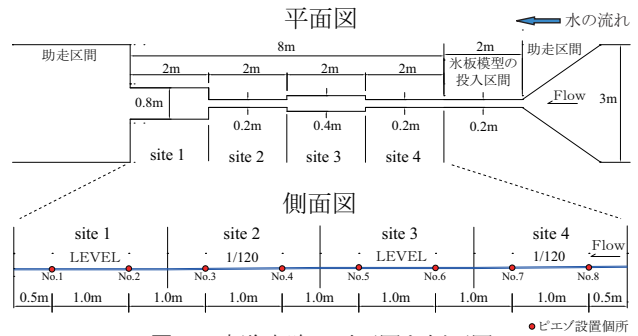 平面図
水の流れ
助走区間
8m
2m
助走区間
2m
2m
2m
2m
氷板模型の
投入区間
0.8m
Flow
3m
0.2m
0.4m
0.2m
0.2m
site 1
site 2
site 3
site 4
側面図
site 1
site 2
site 3
site 4
LEVEL
1/120
LEVEL
1/120
Flow
No.1
No.2
No.3
No.4
No.5
No.6
No.7
No.8
0.5m
1.0m
1.0m
1.0m
1.0m
1.0m
1.0m
1.0m
0.5m
ピエゾ設置個所